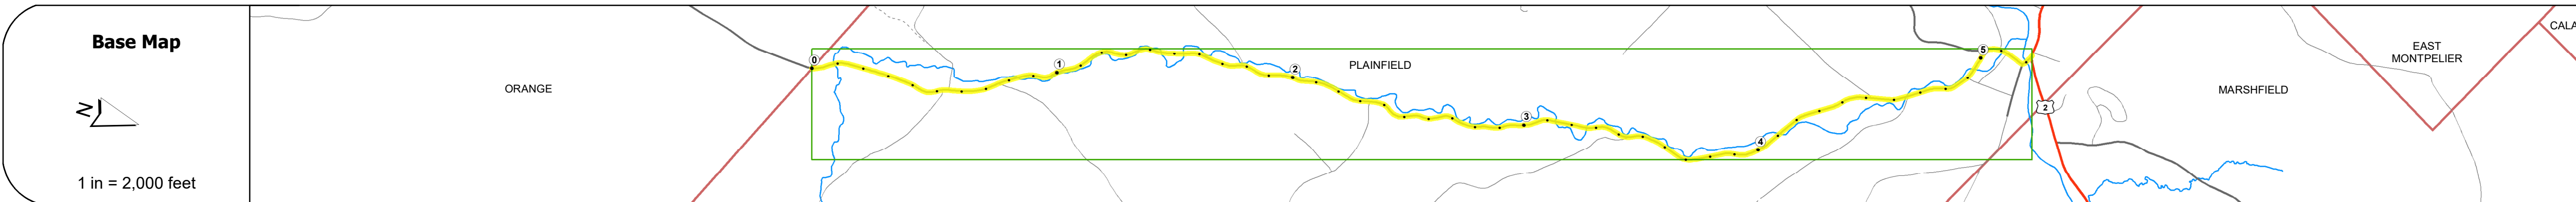 Base Map
N
1 in = 2,000 feet
ORANGE
0
1
2
PLAINFIELD
3
4
5
2
MARSHFIELD
EAST
MONTPELIER
CALA